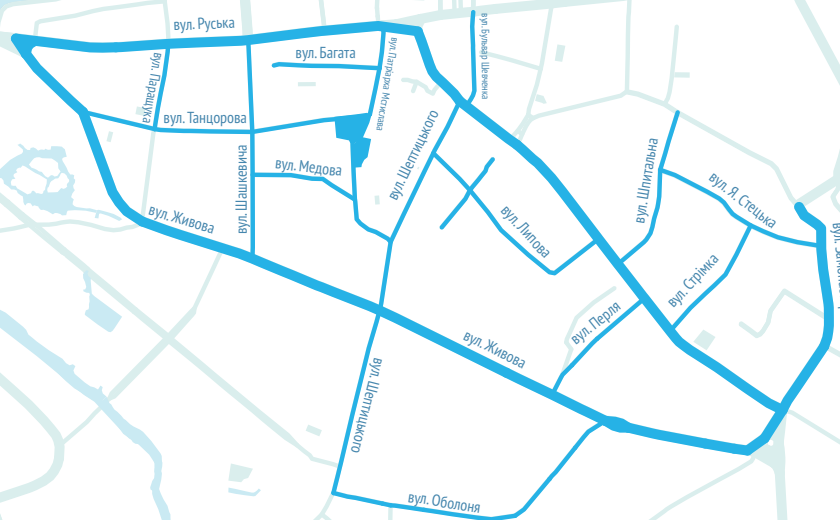 вул. Руська
вул. Бульвар Шевченка
вул. Багата
вул. Паращука
вул. Патріарха Мстислава
вул. Танцорова
вул. Шептицького
вул. Шашкевича
вул. Медова
вул. Шпитальна
вул. Я. Стецька
вул. Живова
вул. Липова
вул. Стрімка
вул. Перля
вул. Живова
вул. Шептицького
вул. Оболоня